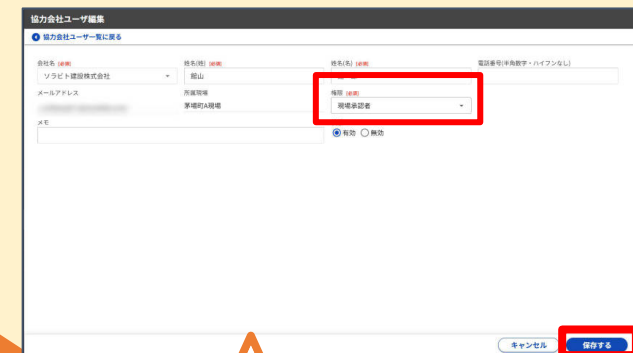 協力会社ユーザ編集
協力会社ユーザー一覧に戻る
会社名 (必須)
ソラビト建設株式会社
姓名(姓) (必須)
舘山
姓名(名) (必須)
電話番号(半角数字・ハイフンなし)
メールアドレス
所属現場
茅場町A現場
権限 (必須)
現場承認者
メモ
有効 無効
キャンセル 保存する